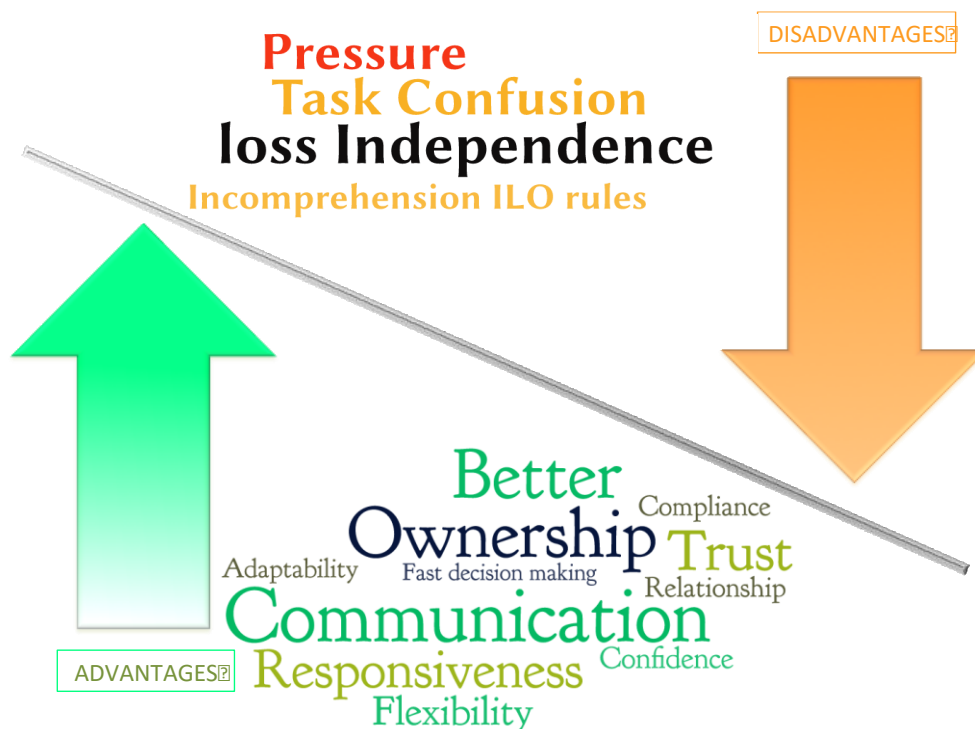 DISADVANTAGES
Pressure
Task Confusion
loss Independence
Incomprehension ILO rules
Better
Compliance
Ownership
Trust
Adaptability
Fast decision making
Relationship
Communication
Confidence
Responsiveness
Flexibility
ADVANTAGES